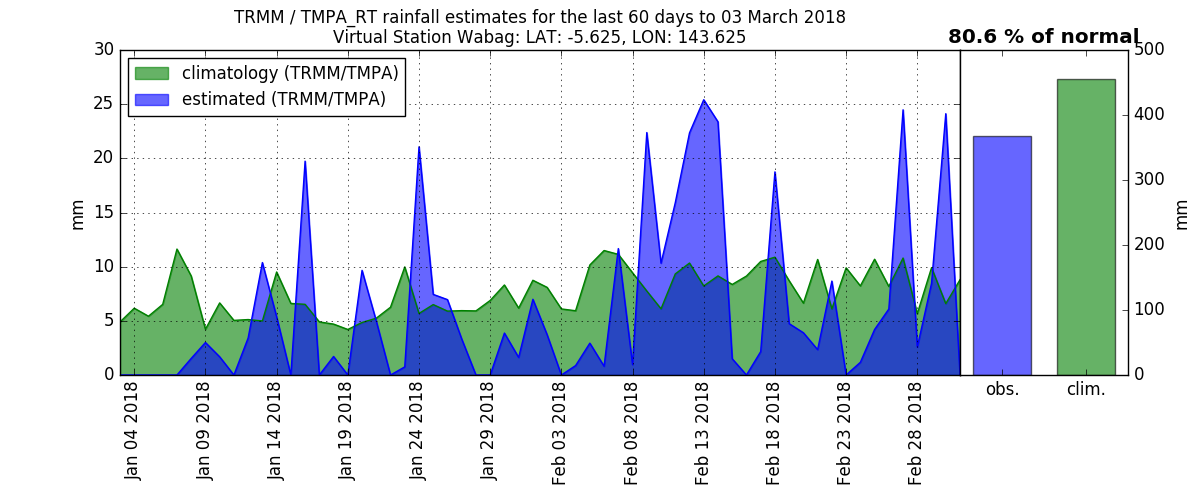 TRMM / TMPA_RT rainfall estimates for the last 60 days to 03 March 2018
Virtual Station Wabag: LAT: -5.625, LON: 143.625
80.6 % of normal
climatology (TRMM/TMPA)
estimated (TRMM/TMPA)
30
25
20
15
10
5
0
mm
500
400
300
200
100
0
mm
Jan 04 2018
Jan 09 2018
Jan 14 2018
Jan 19 2018
Jan 24 2018
Jan 29 2018
Feb 03 2018
Feb 08 2018
Feb 13 2018
Feb 18 2018
Feb 23 2018
Feb 28 2018
obs.
clim.